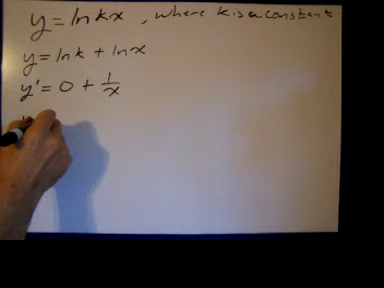 y = ln kx , where k is a constant
y = ln k + ln x
y' = 0 + 1/x